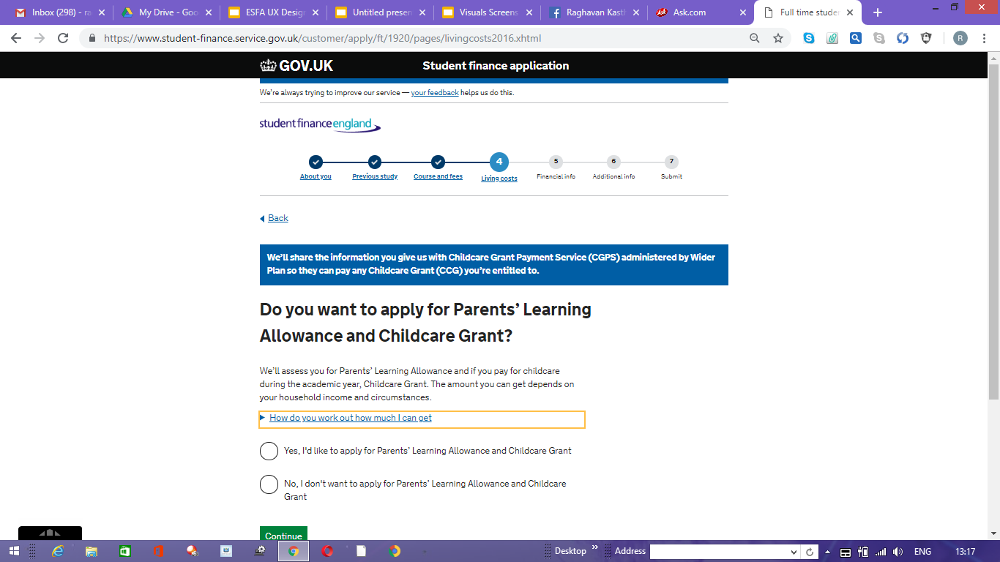 Inbox (298) - ra
My Drive - Goo
ESFA UX Design
Untitled presen
Visuals Screens
Raghavan Kasth
Ask
Ask.com
Full time studen
https://www.student-finance.service.gov.uk/customer/apply/ft/1920/pages/livingcosts2016.xhtml
R
GOV.UK
Student finance application
We're always trying to improve our service — your feedback helps us do this.
student finance england
4 5 6 7
About you Previous study Course and fees Living costs Financial info Additional info Submit
Back
We'll share the information you give us with Childcare Grant Payment Service (CGPS) administered by Wider
Plan so they can pay any Childcare Grant (CCG) you're entitled to.
Do you want to apply for Parents' Learning
Allowance and Childcare Grant?
We'll assess you for Parents' Learning Allowance and if you pay for childcare
during the academic year, Childcare Grant. The amount you can get depends on
your household income and circumstances.
How do you work out how much I can get
Yes, I'd like to apply for Parents' Learning Allowance and Childcare Grant
No, I don't want to apply for Parents' Learning Allowance and Childcare
Grant
Continue
Desktop » Address ENG 13:17